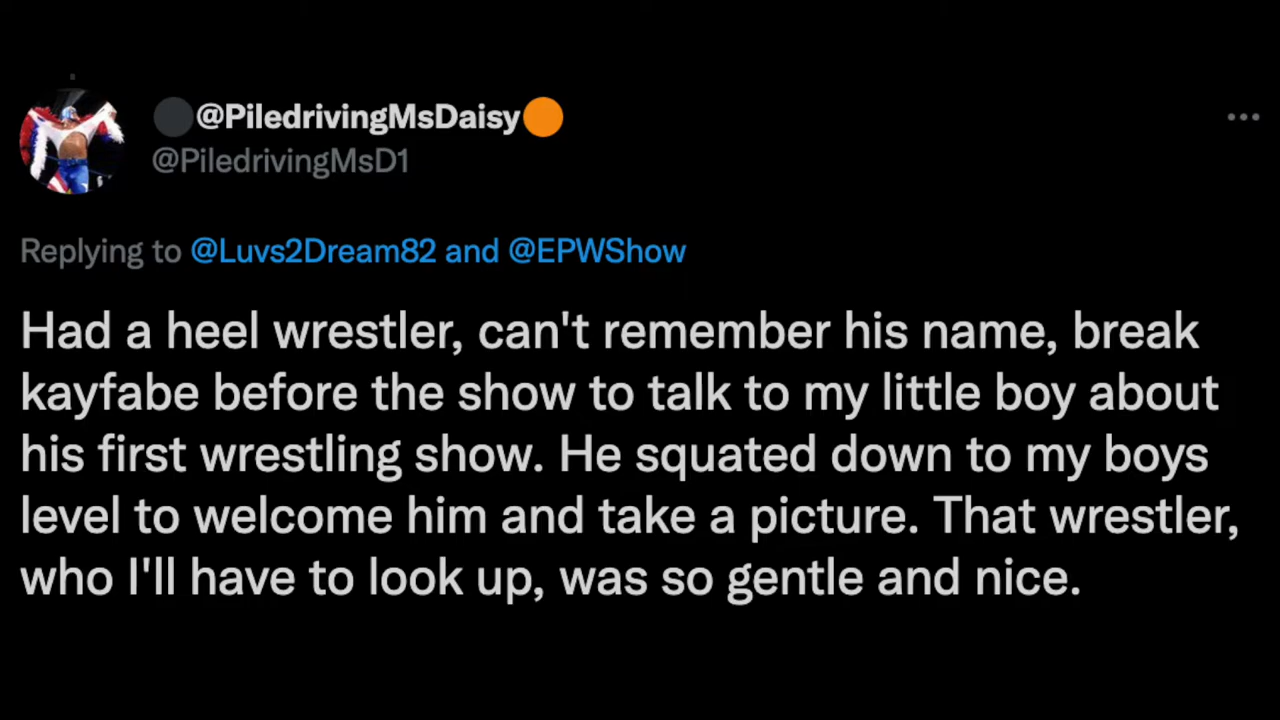 @PiledrivingMsDaisy
@PiledrivingMsD1
Replying to @Luvs2Dream82 and @EPWShow
Had a heel wrestler, can't remember his name, break
kayfabe before the show to talk to my little boy about
his first wrestling show. He squated down to my boys
level to welcome him and take a picture. That wrestler,
who I'll have to look up, was so gentle and nice.